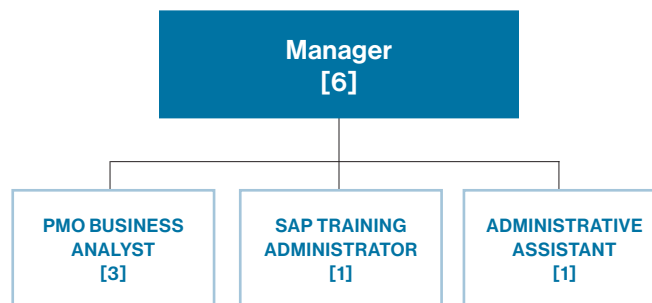 Manager
[6]
PMO BUSINESS
ANALYST
[3]
SAP TRAINING
ADMINISTRATOR
[1]
ADMINISTRATIVE
ASSISTANT
[1]